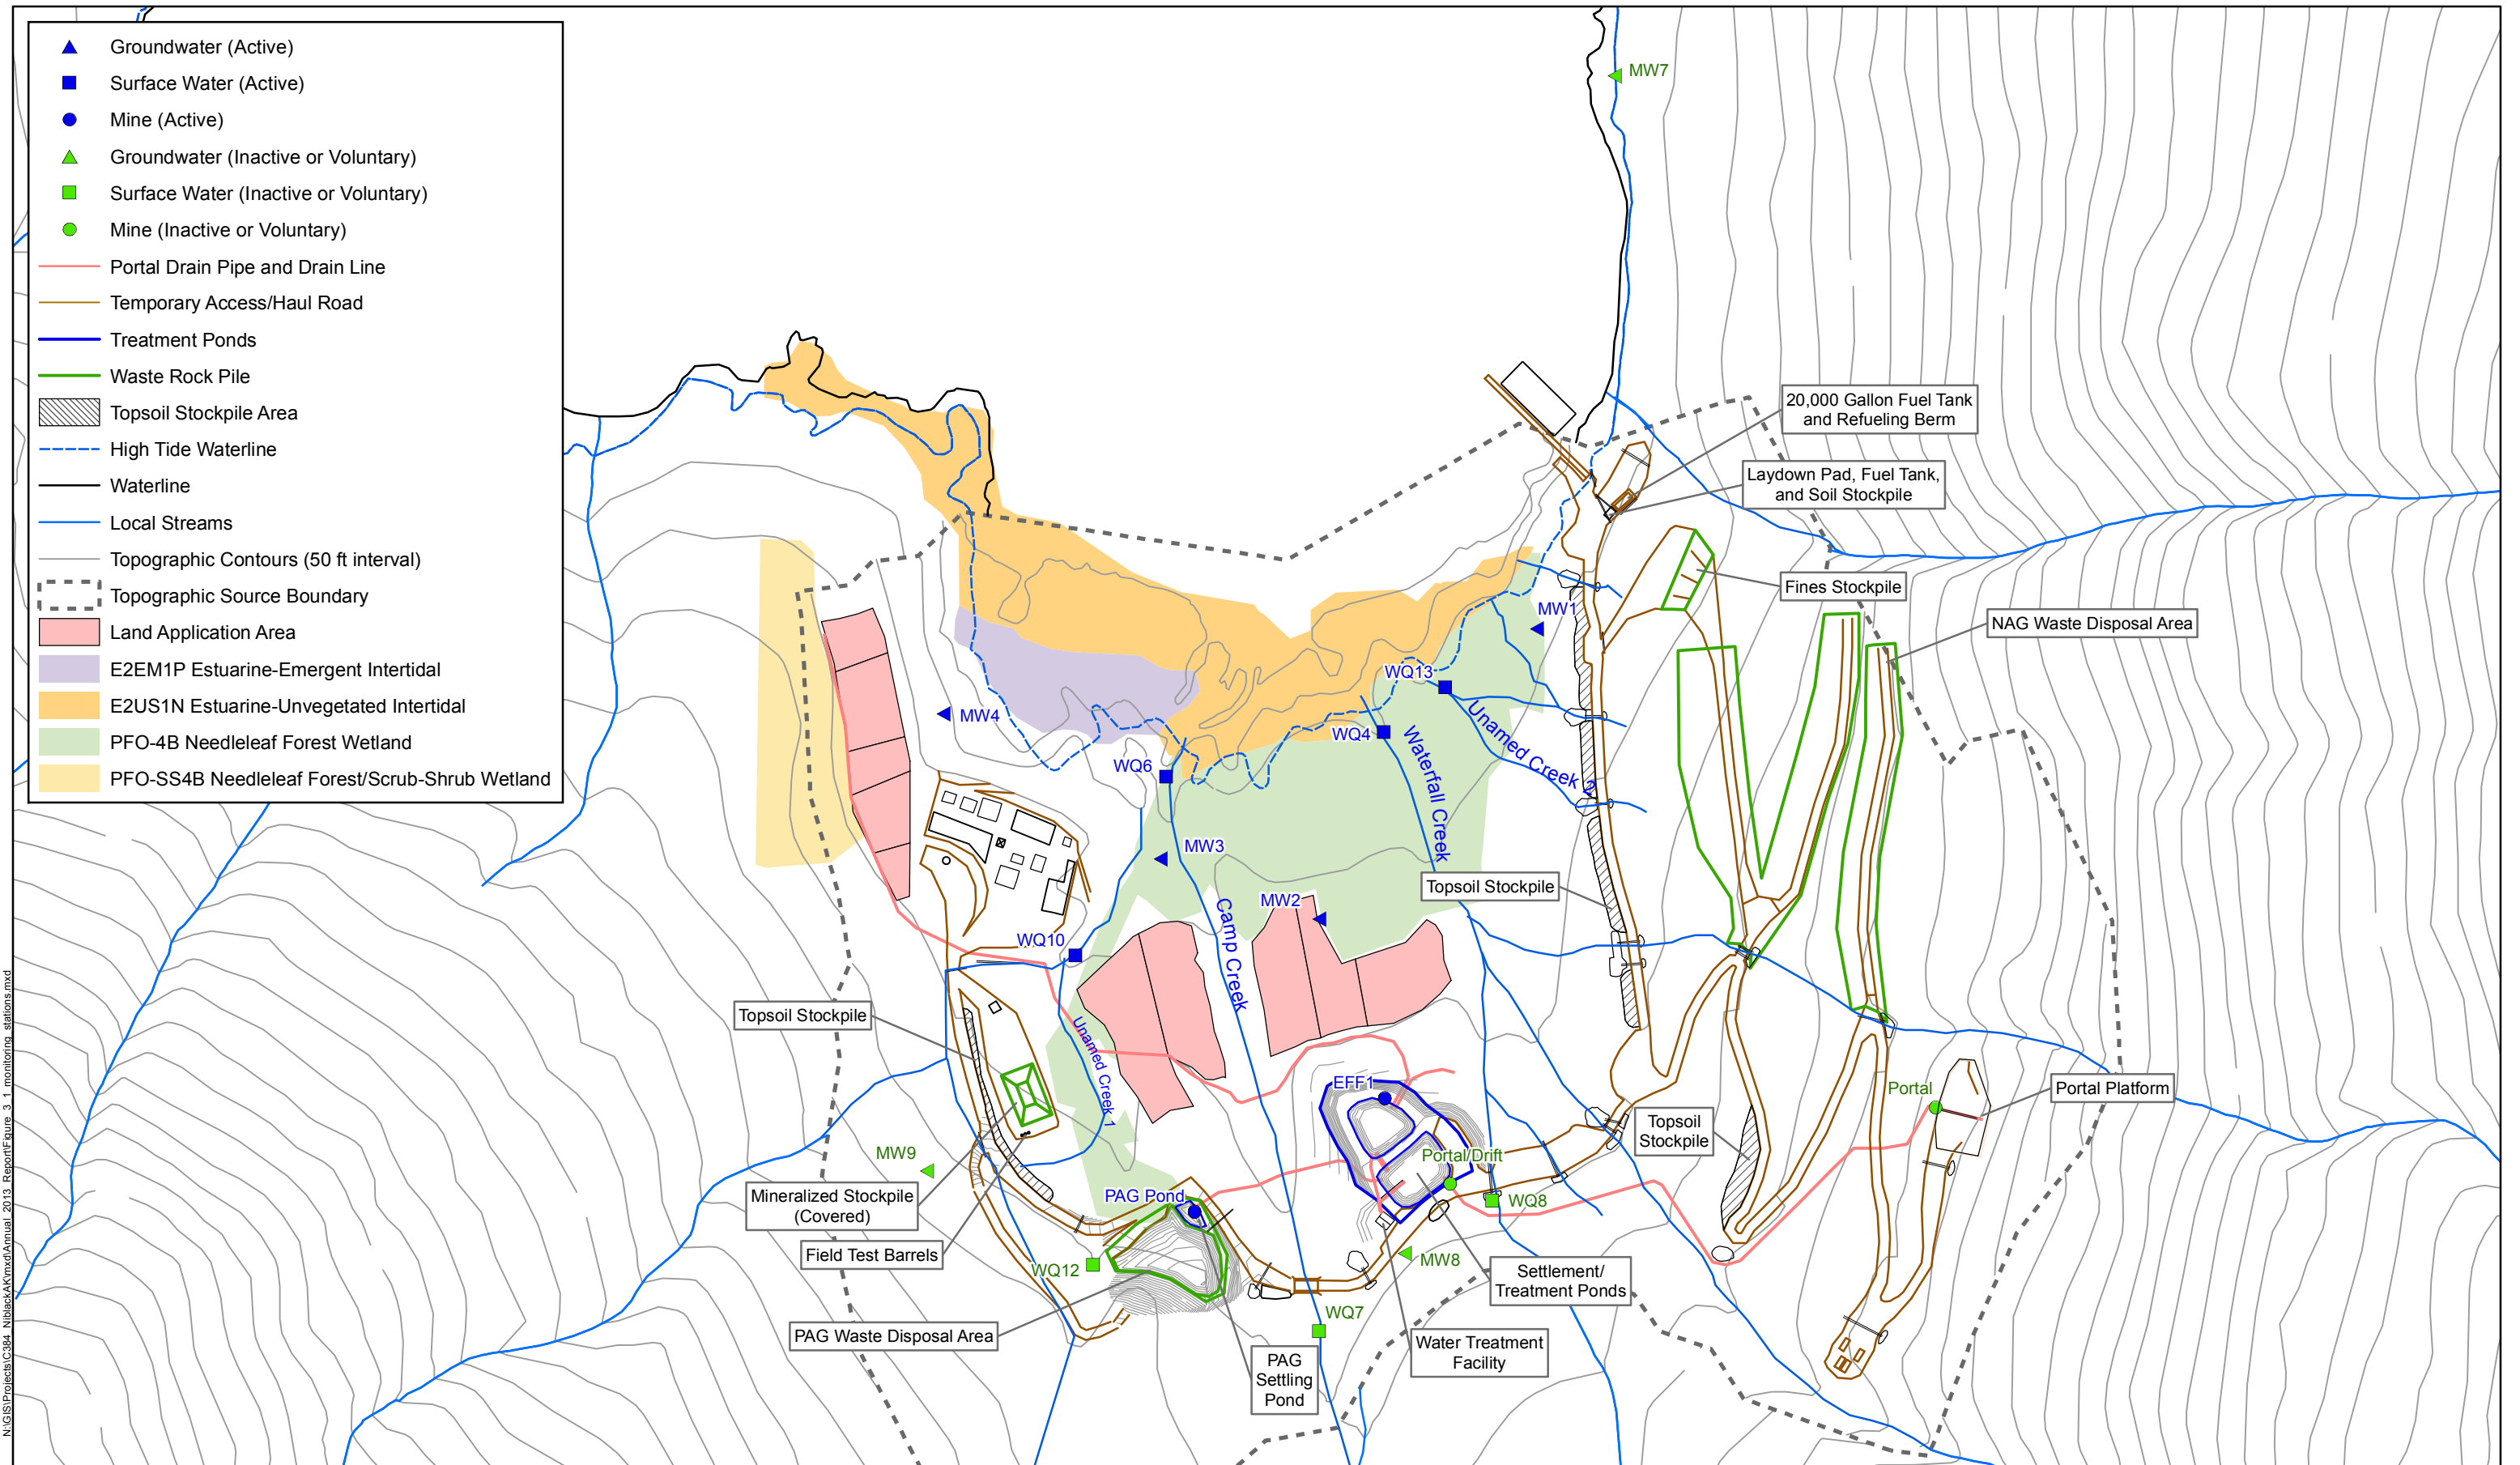 Groundwater (Active)
Surface Water (Active)
Mine (Active)
Groundwater (Inactive or Voluntary)
Surface Water (Inactive or Voluntary)
Mine (Inactive or Voluntary)
Portal Drain Pipe and Drain Line
Temporary Access/Haul Road
Treatment Ponds
Waste Rock Pile
Topsoil Stockpile Area
High Tide Waterline
Waterline
Local Streams
Topographic Contours (50 ft interval)
Topographic Source Boundary
Land Application Area
E2EM1P Estuarine-Emergent Intertidal
E2US1N Estuarine-Unvegetated Intertidal
PFO-4B Needleleaf Forest Wetland
PFO-SS4B Needleleaf Forest/Scrub-Shrub Wetland
MW7
20,000 Gallon Fuel Tank
and Refueling Berm
Laydown Pad, Fuel Tank,
and Soil Stockpile
Fines Stockpile
NAG Waste Disposal Area
MW1
WQ13
MW4
WQ4
Unamed Creek 2
Waterfall Creek
WQ6
MW3
Topsoil Stockpile
MW2
Camp Creek
WQ10
Topsoil Stockpile
Unamed Creek 1
EFF1
Portal
Portal Platform
Topsoil
Stockpile
MW9
Portal/Drift
PAG Pond
WQ8
Mineralized Stockpile
(Covered)
Field Test Barrels
WQ12
MW8
Settlement/
Treatment Ponds
WQ7
PAG Waste Disposal Area
Water Treatment
Facility
PAG
Settling
Pond
N:\GIS\Projects\C384_NiblackAK\mxd\Annual_2013_Report\Figure_3_1_monitoring_stations.mxd